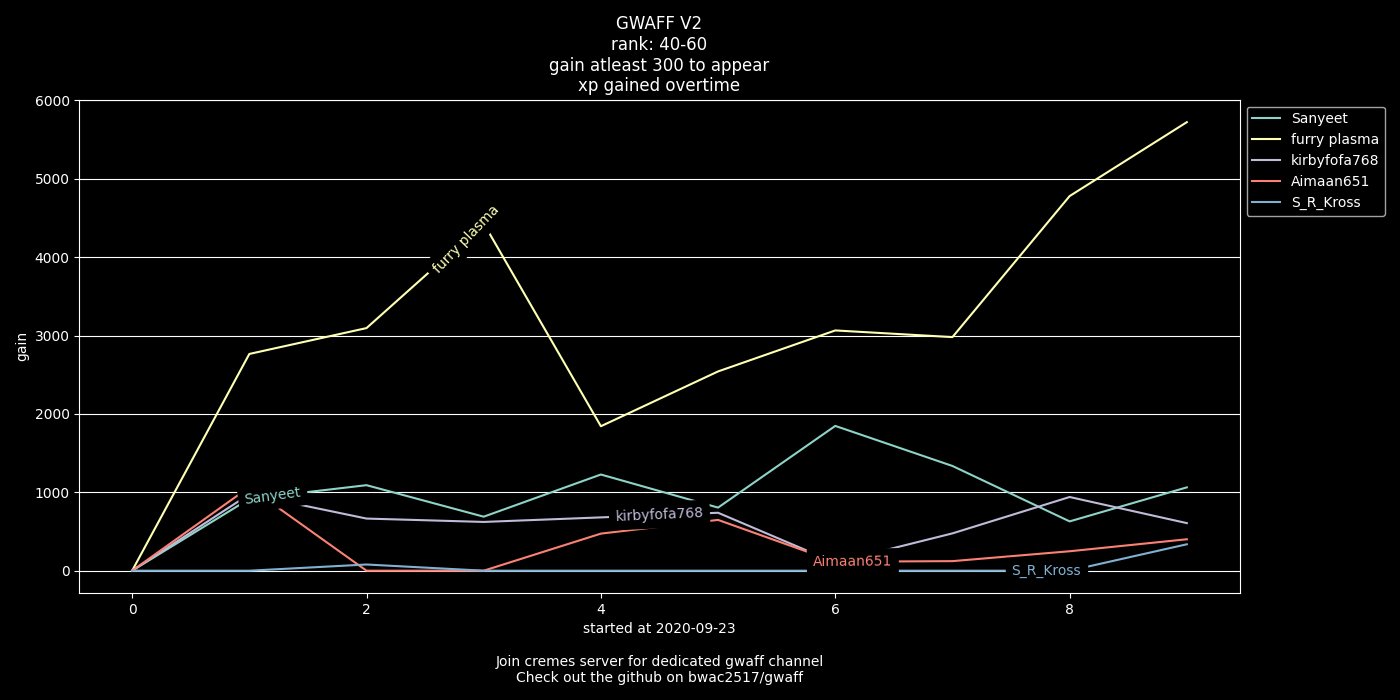 GWAFF V2
rank: 40-60
gain atleast 300 to appear
xp gained overtime
6000
5000
4000
3000
2000
1000
0
gain
furry plasma
Sanyeet
kirbyfofa768
Aimaan651
S_R_Kross
Sanyeet
furry plasma
kirbyfofa768
Aimaan651
S_R_Kross
0 2 4 6 8
started at 2020-09-23
Join cremes server for dedicated gwaff channel
Check out the github on bwac2517/gwaff